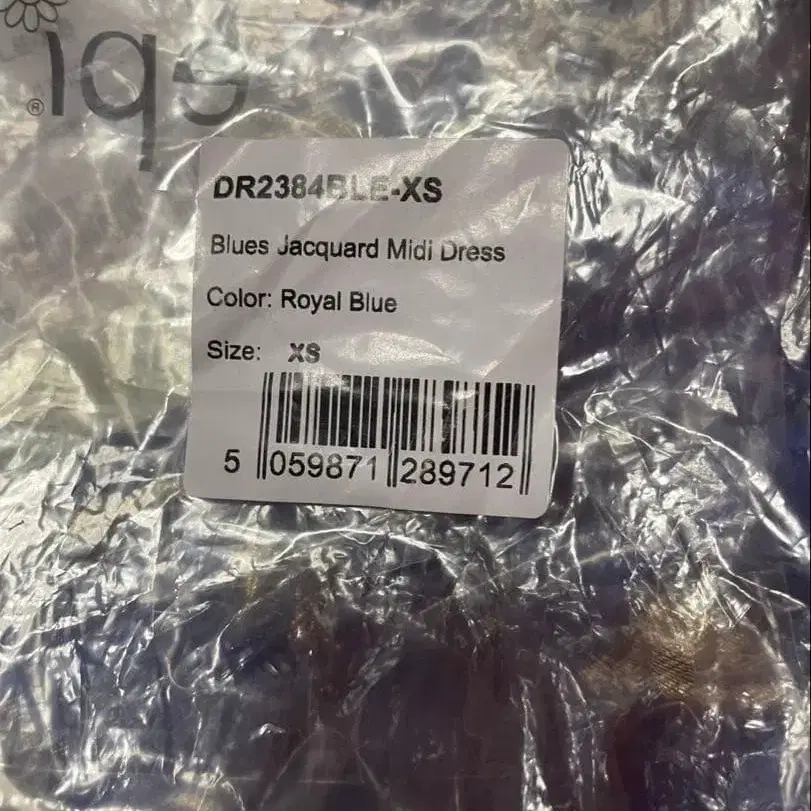 DR2384BLE-XS
Blues Jacquard Midi Dress
Color: Royal Blue
Size: XS
5 059871 289712